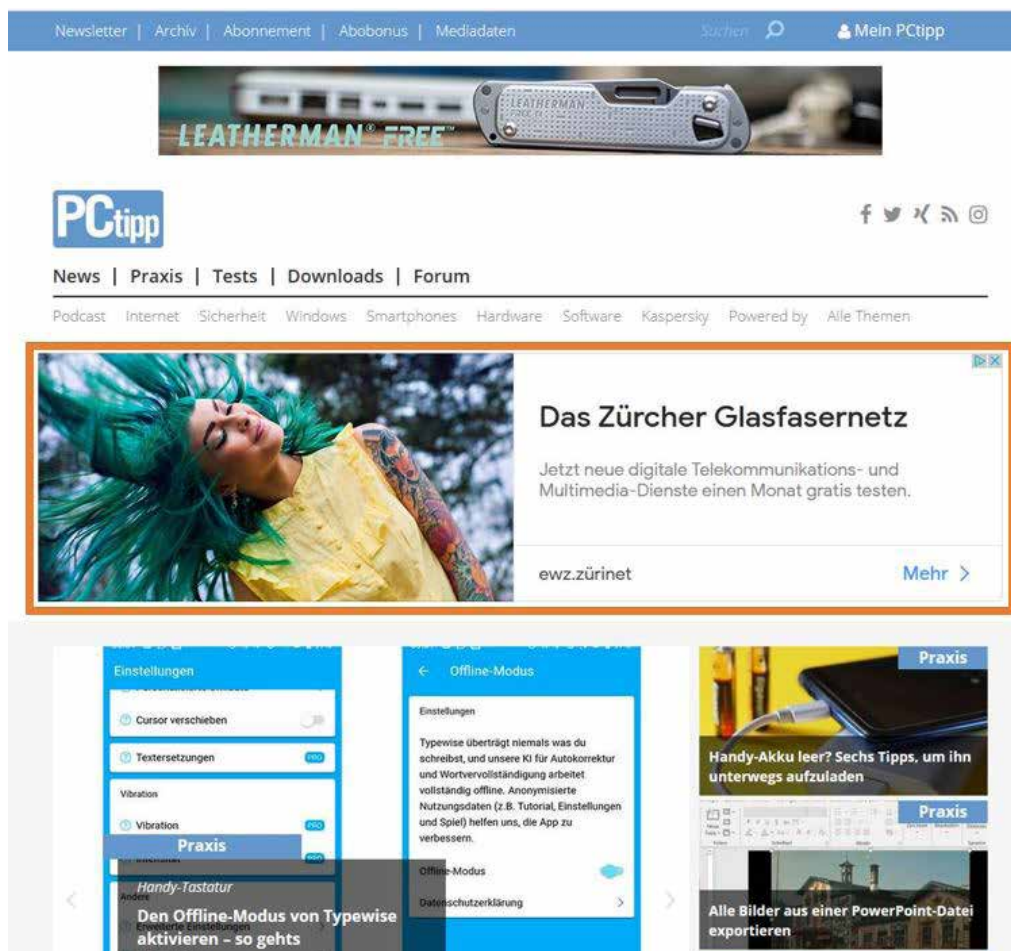 Newsletter | Archiv | Abonnement | Abobonus | Mediadaten
Suchen
Mein PCtipp
LEATHERMAN
LEATHERMAN® FREE™
PCtipp
News | Praxis | Tests | Downloads | Forum
Podcast Internet Sicherheit Windows Smartphones Hardware Software Kaspersky Powered by Alle Themen
Das Zürcher Glasfasernetz
Jetzt neue digitale Telekommunikations- und
Multimedia-Dienste einen Monat gratis testen.
ewz.zürinet
Mehr >
Einstellungen
Cursor verschieben
Textersetzungen PRO
Vibration
Vibration PRO
PRO
Andere
Erweiterte Einstellungen
Praxis
Handy-Tastatur
Den Offline-Modus von Typewise
aktivieren – so gehts
← Offline-Modus
Einstellungen
Typewise überträgt niemals was du
schreibst, und unsere KI für Autokorrektur
und Wortvervollständigung arbeitet
vollständig offline. Anonymisierte
Nutzungsdaten (z.B. Tutorial, Einstellungen
und Spiel) helfen uns, die App zu
verbessern.
Offline-Modus
Datenschutzerklärung >
Praxis
Handy-Akku leer? Sechs Tipps, um ihn
unterwegs aufzuladen
Praxis
Alle Bilder aus einer PowerPoint-Datei
exportieren